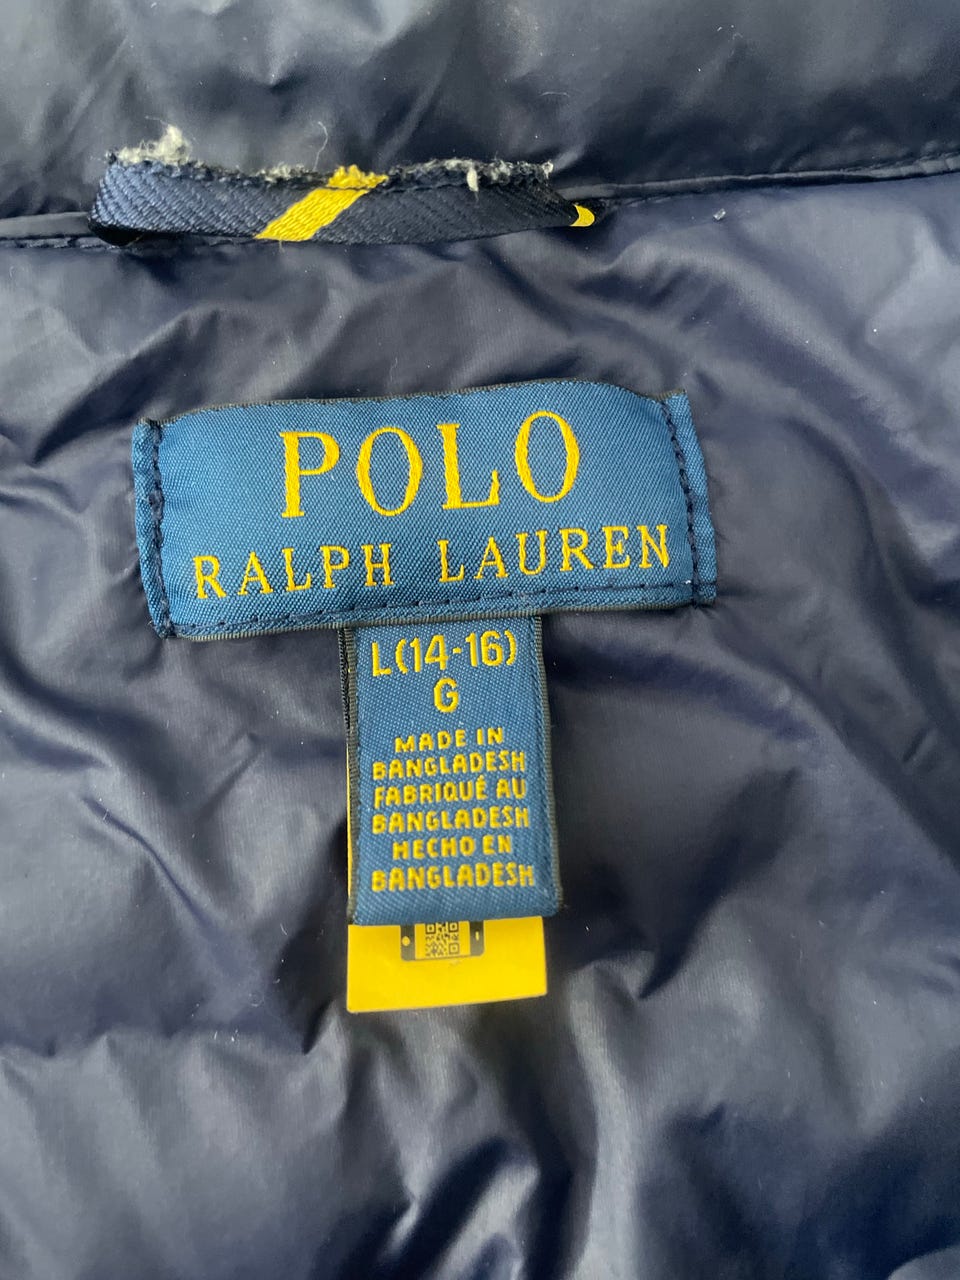 POLO
RALPH LAUREN
L(14-16)
G
MADE IN
BANGLADESH
FABRIQUÉ AU
BANGLADESH
HECHO EN
BANGLADESH